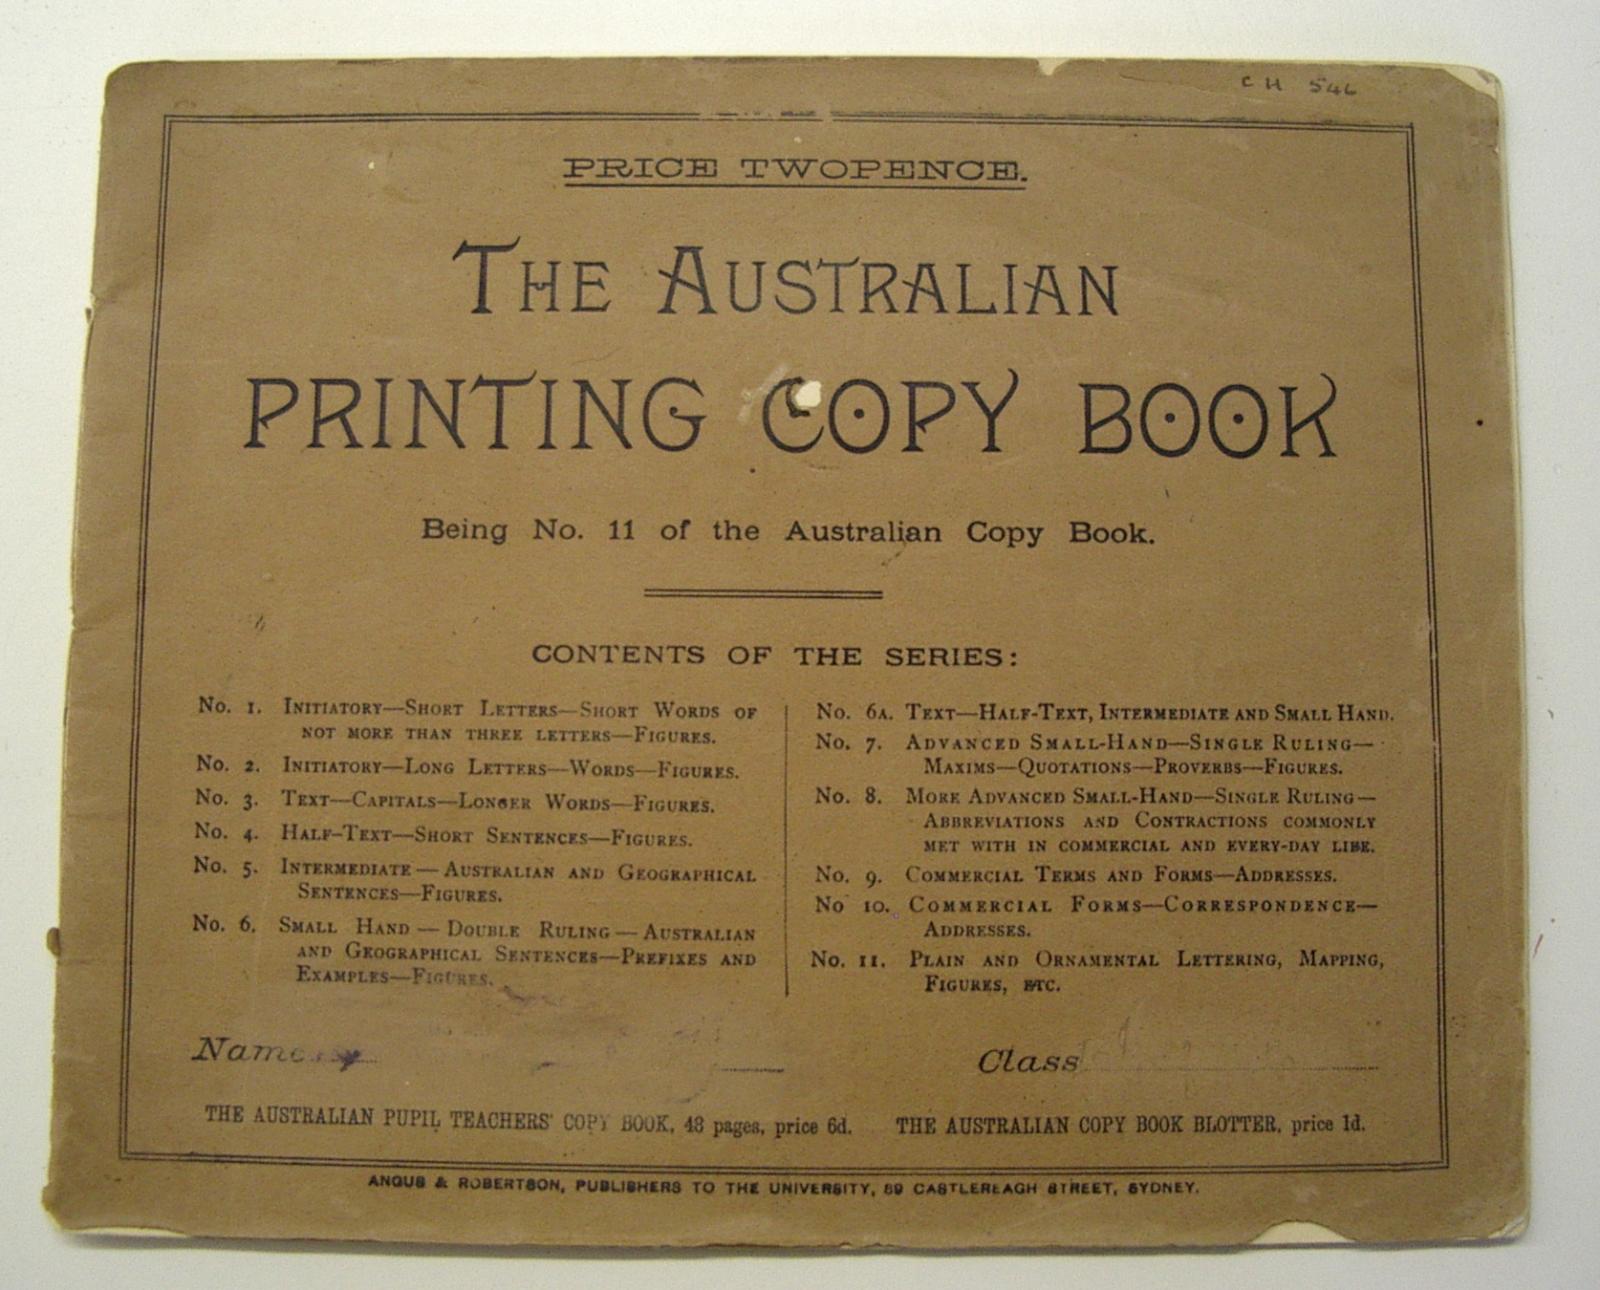 CH 546
PRICE TWOPENCE.
THE AUSTRALIAN
PRINTING COPY BOOK
Being No. 11 of the Australian Copy Book.
CONTENTS OF THE SERIES:
No. 1. INITIATORY—SHORT LETTERS—SHORT WORDS OF
NOT MORE THAN THREE LETTERS—FIGURES.
No. 2. INITIATORY—LONG LETTERS—WORDS—FIGURES.
No. 3. TEXT—CAPITALS—LONGER WORDS—FIGURES.
No. 4. HALF-TEXT—SHORT SENTENCES—FIGURES.
No. 5. INTERMEDIATE — AUSTRALIAN AND GEOGRAPHICAL
SENTENCES—FIGURES.
No. 6. SMALL HAND — DOUBLE RULING — AUSTRALIAN
AND GEOGRAPHICAL SENTENCES—PREFIXES AND
EXAMPLES—FIGURES.
No. 6A. TEXT—HALF-TEXT, INTERMEDIATE AND SMALL HAND.
No. 7. ADVANCED SMALL-HAND—SINGLE RULING—
MAXIMS—QUOTATIONS—PROVERBS—FIGURES.
No. 8. MORE ADVANCED SMALL-HAND—SINGLE RULING—
ABBREVIATIONS AND CONTRACTIONS COMMONLY
MET WITH IN COMMERCIAL AND EVERY-DAY LIFE.
No. 9. COMMERCIAL TERMS AND FORMS—ADDRESSES.
No 10. COMMERCIAL FORMS—CORRESPONDENCE—
ADDRESSES.
No. 11. PLAIN AND ORNAMENTAL LETTERING, MAPPING,
FIGURES, ETC.
Name
Class
THE AUSTRALIAN PUPIL TEACHERS' COPY BOOK, 48 pages, price 6d.
THE AUSTRALIAN COPY BOOK BLOTTER, price 1d.
ANGUS & ROBERTSON, PUBLISHERS TO THE UNIVERSITY, 89 CASTLEREAGH STREET, SYDNEY.